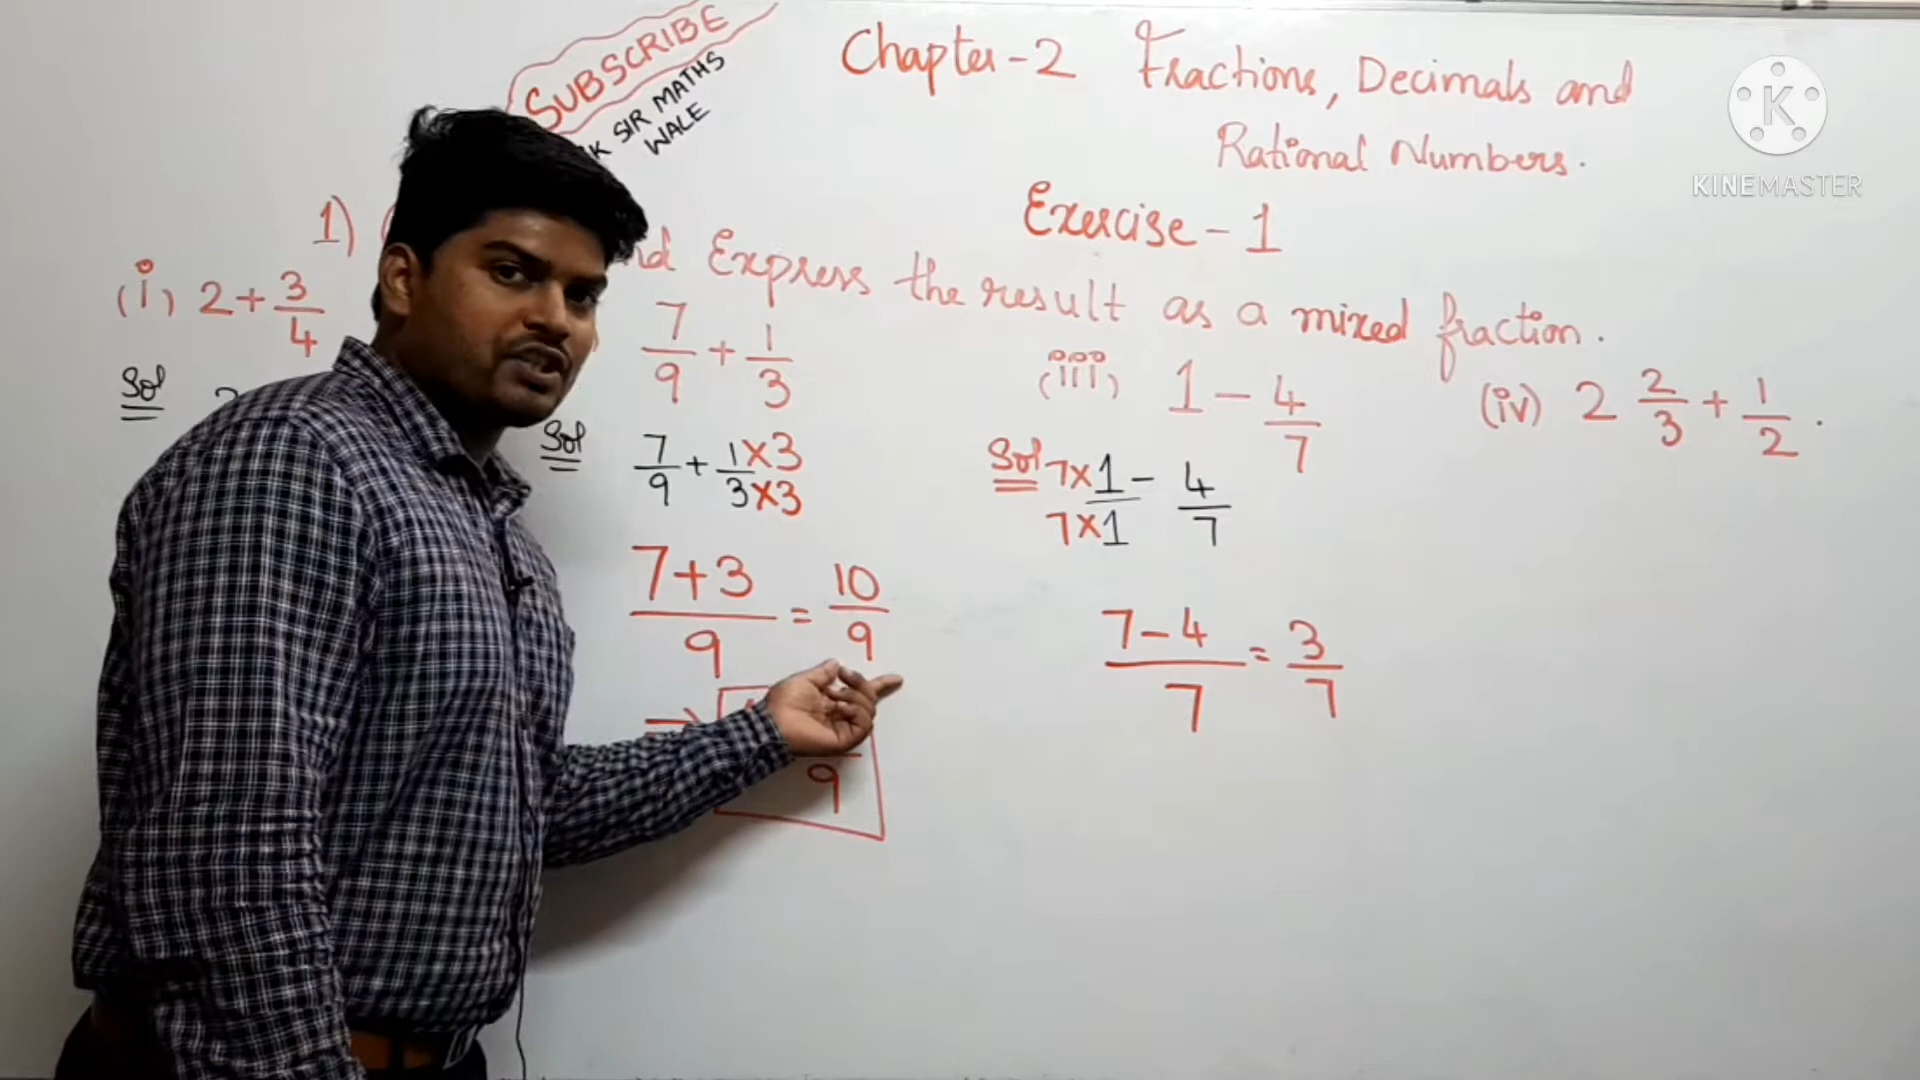 SUBSCRIBE
SIR MATHS
WALE
Chapter-2 Fractions, Decimals and
Rational Numbers.
K
KINEMASTER
Exercise-1
1) Express the result as a mixed fraction.
(i) 2+3/4
7/9+1/3
(iii) 1-4/7
(iv) 2 2/3+1/2.
Sol
Sol 7/9+1×3/3×3
Sol 7×1/7×1-4/7
7+3/9=10/9
7-4/7=3/7
→
9